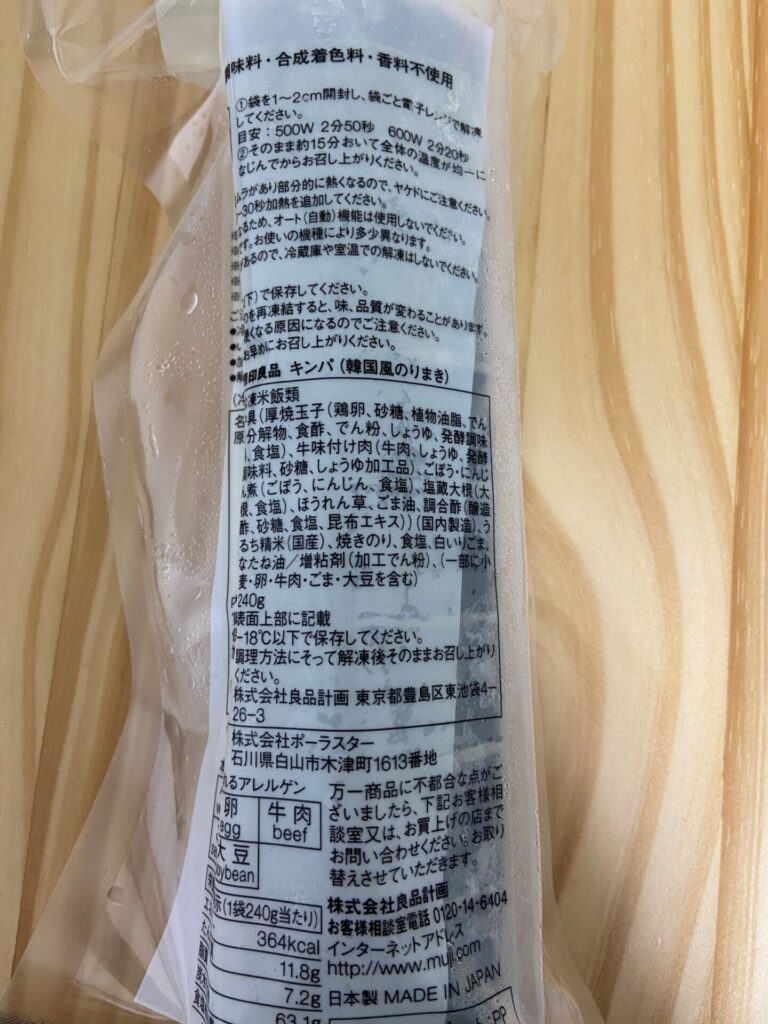 味料・合成着色料・香料不使用
①袋を1〜2cm開封し、袋ごと電子レンジで解凍
してください。
目安：500W 2分50秒 600W 2分20秒
②そのまま約15分おいて全体の温度が均一に
なじんでからお召し上がりください。
ムラがあり部分的に熱くなるので、ヤケドにご注意ください。
30秒加熱を追加してください。
なるため、オート(自動)機能は使用しないでください。
す。お使いの機種により多少異なります。
があるので、冷蔵庫や室温での解凍はしないでください。
下)で保存してください。
を再凍結すると、味、品質が変わることがあります。
くなる原因になるのでご注意ください。
お早めにお召し上がりください。
印良品 キンパ(韓国風のりまき)
凍米飯類
具(厚焼玉子(鶏卵、砂糖、植物油脂、でん
分解物、食酢、でん粉、しょうゆ、発酵調味
、食塩)、牛味付け肉(牛肉、しょうゆ、発酵
味料、砂糖、しょうゆ加工品)、ごぼう・にんじ
ん煮(ごぼう、にんじん、食塩)、塩蔵大根(大
根、食塩)、ほうれん草、ごま油、調合酢(醸造
酢、砂糖、食塩、昆布エキス))(国内製造)、う
るち精米(国産)、焼きのり、食塩、白いりごま、
なたね油／増粘剤(加工でん粉)、(一部に小
麦・卵・牛肉・ごま・大豆を含む)
240g
表面上部に記載
-18℃以下で保存してください。
調理方法にそって解凍後そのままお召し上がり
ください。
株式会社良品計画 東京都豊島区東池袋4-
26-3
株式会社ポーラスター
石川県白山市木津町1613番地
れるアレルゲン
卵 牛肉
egg beef
大豆
oybean
万一商品に不都合な点がご
ざいましたら、下記お客様相
談室又は、お買上げの店まで
お問い合わせください。お取り
替えさせていただきます。
株式会社良品計画
お客様相談室電話 0120-14-6404
インターネットアドレス
http://www.muji.com
日本製 MADE IN JAPAN
示(1袋240g当たり)
364kcal
11.8g
7.2g
63.1g
PP